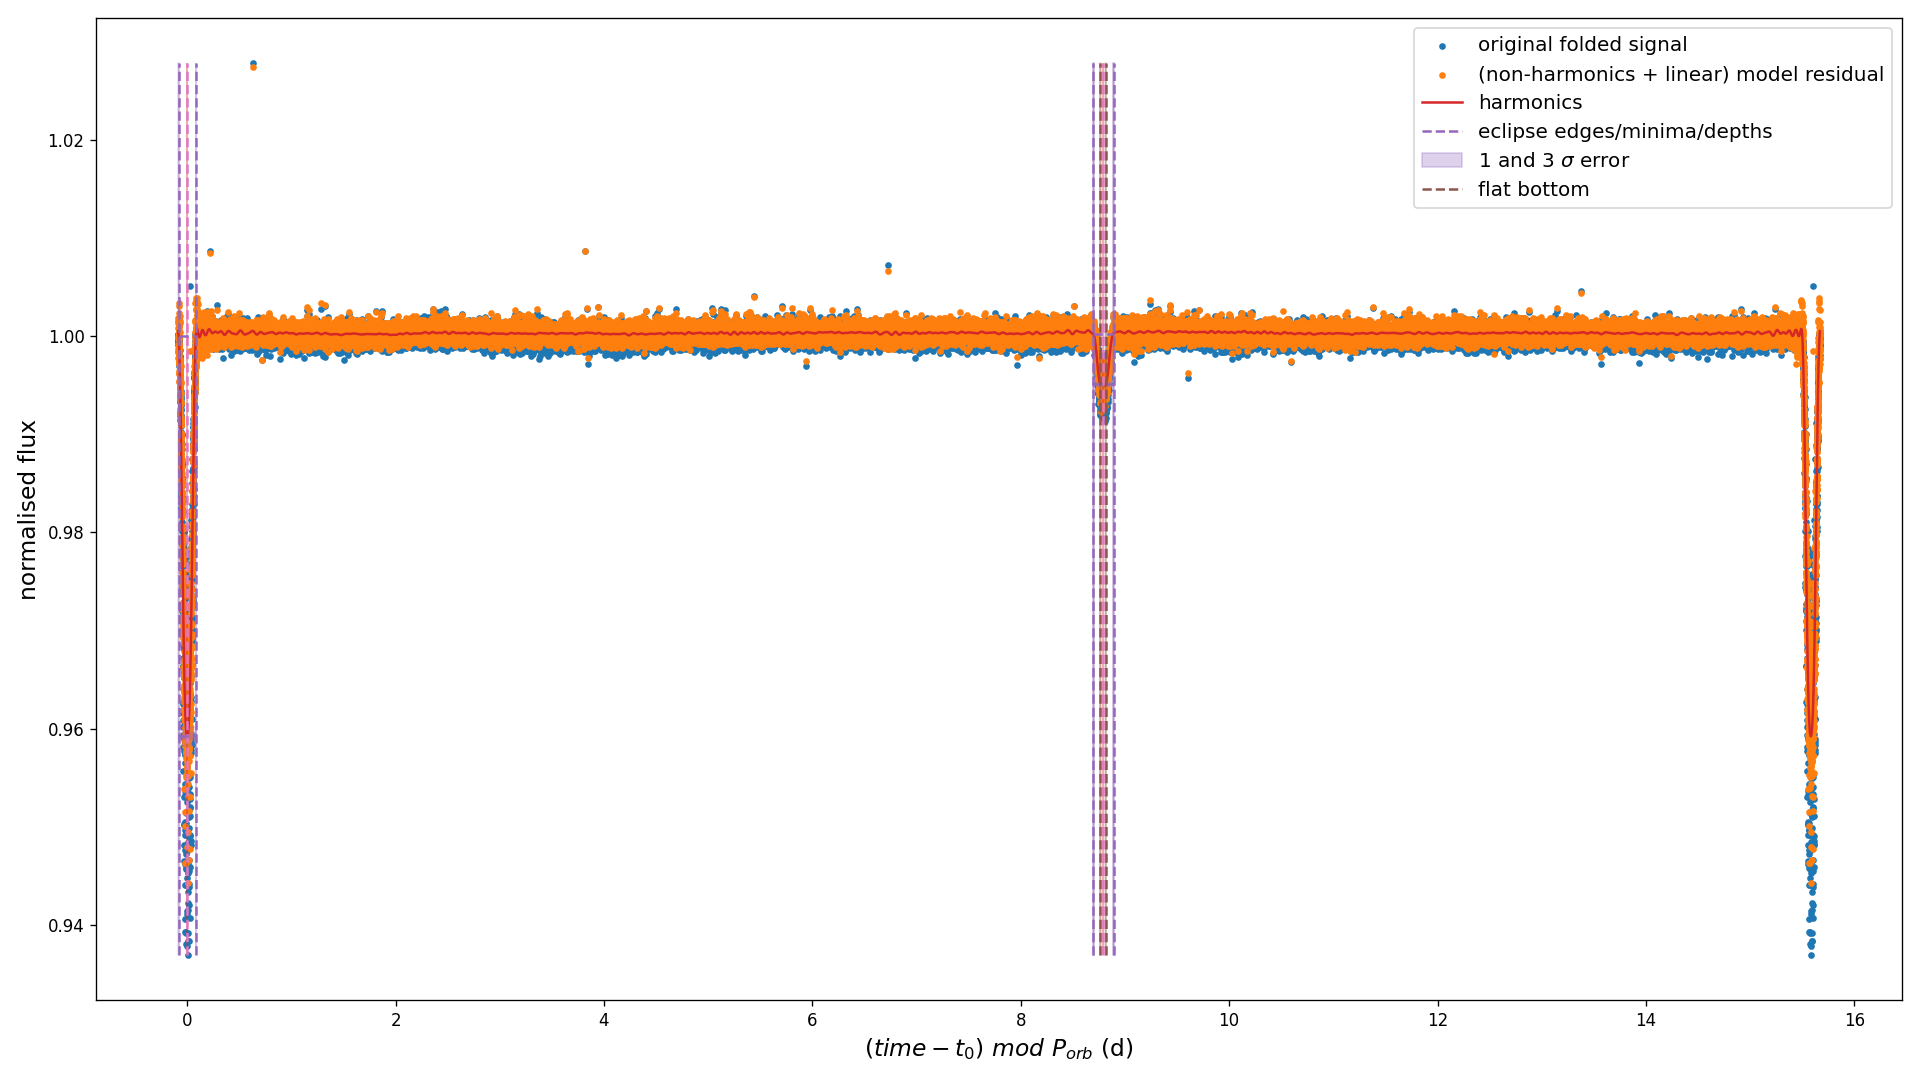 original folded signal
(non-harmonics + linear) model residual
harmonics
eclipse edges/minima/depths
1 and 3 σ error
flat bottom
normalised flux
1.02
1.00
0.98
0.96
0.94
0 2 4 6 8 10 12 14 16
(time − t₀) mod Pₒᵣb (d)